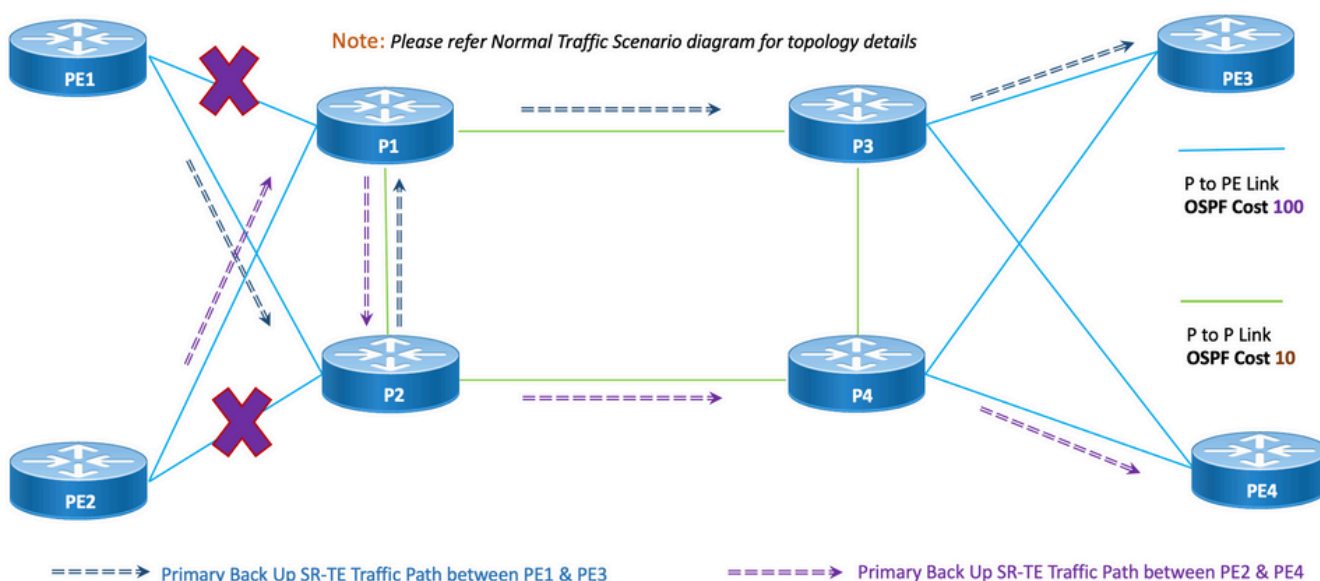 PE1
Note: Please refer Normal Traffic Scenario diagram for topology details
PE3
P1
P3
P to PE Link
OSPF Cost 100
P to P Link
OSPF Cost 10
P2
P4
PE2
PE4
Primary Back Up SR-TE Traffic Path between PE1 & PE3
Primary Back Up SR-TE Traffic Path between PE2 & PE4